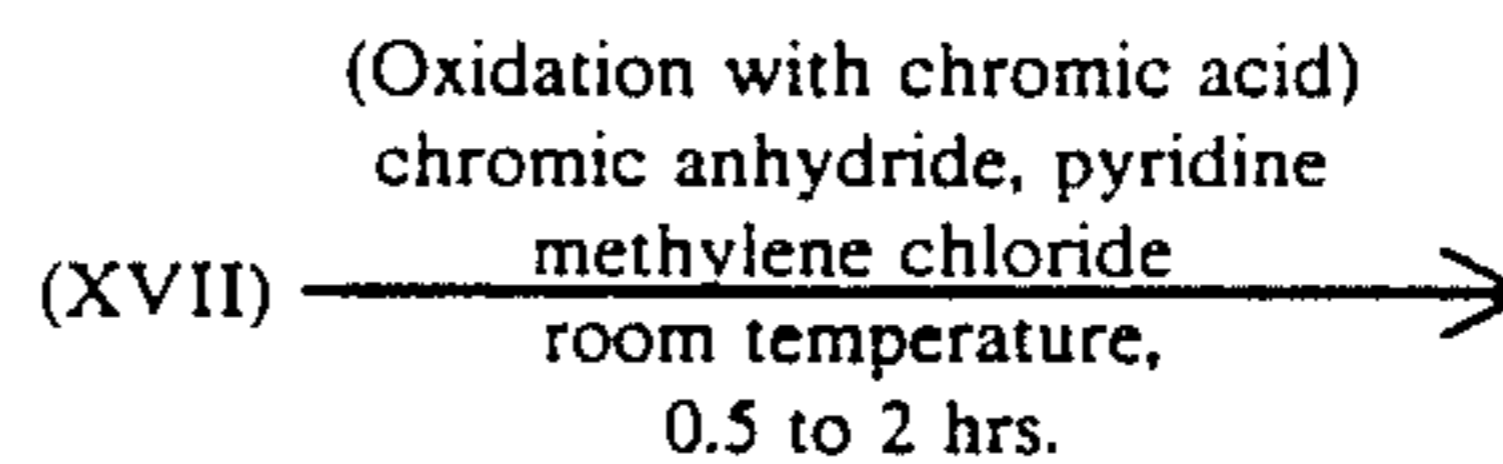 (Oxidation with chromic acid)
chromic anhydride, pyridine
methylene chloride
(XVII)
room temperature,
0.5 to 2 hrs.